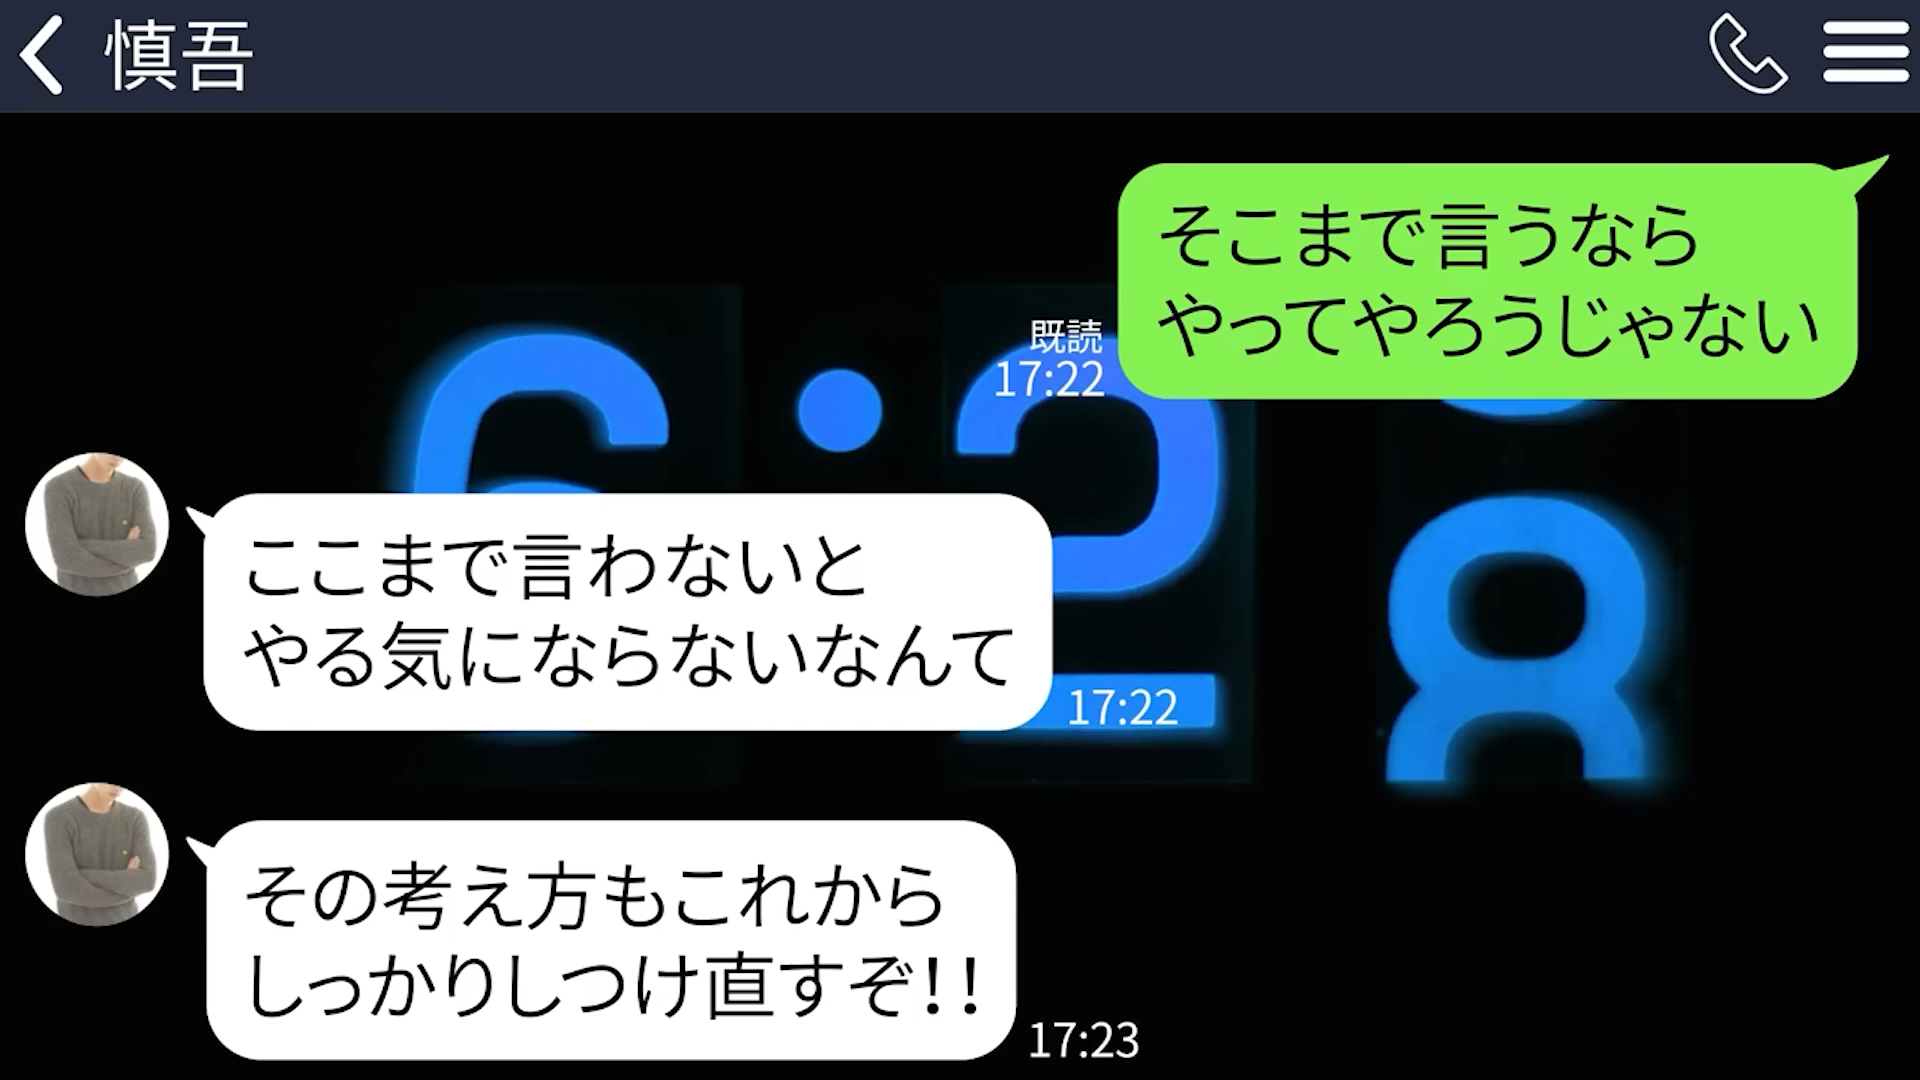 慎吾
そこまで言うなら
やってやろうじゃない
既読
17:22
ここまで言わないと
やる気にならないなんて
17:22
その考え方もこれから
しっかりしつけ直すぞ!!
17:23
6:28